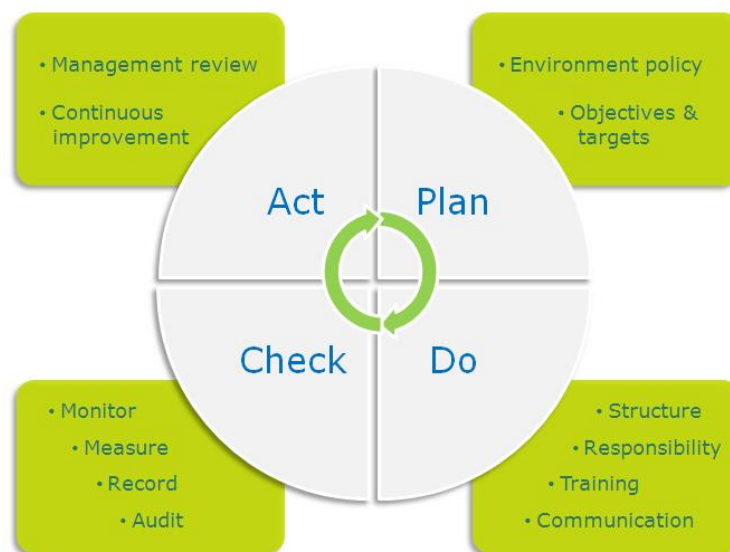 • Management review
• Continuous
improvement
• Environment policy
• Objectives &
targets
Act
Plan
Check
Do
• Monitor
• Measure
• Record
• Audit
• Structure
• Responsibility
• Training
• Communication